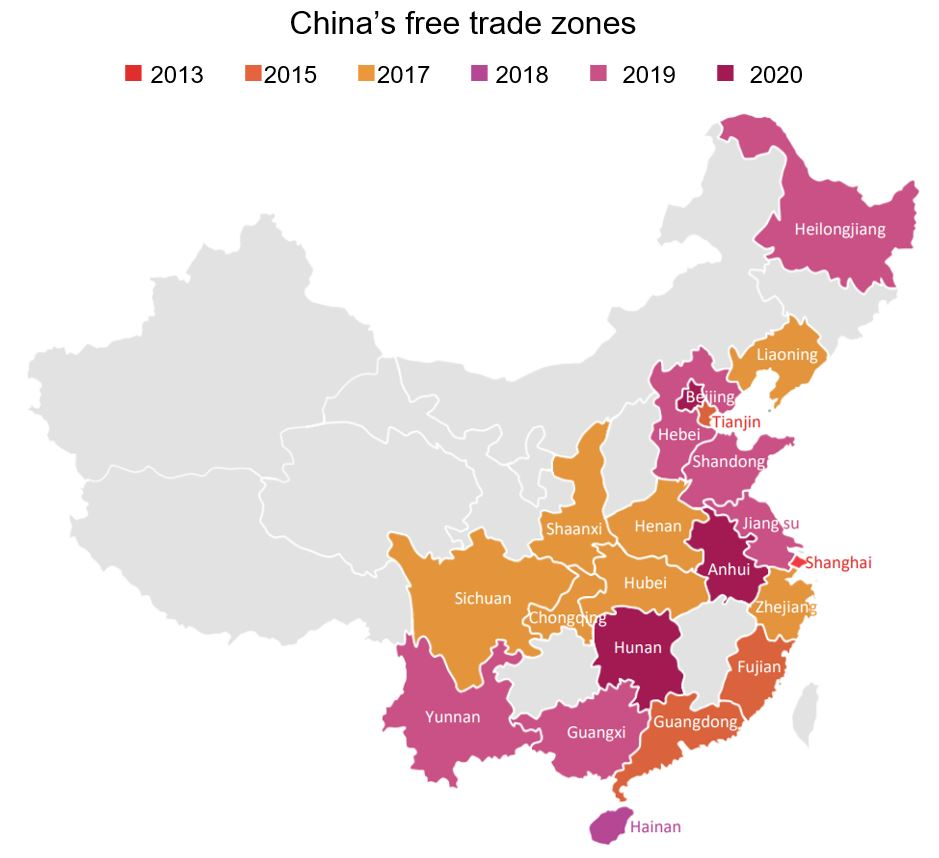 China’s free trade zones
2013 2015 2017 2018 2019 2020
Heilongjiang
Liaoning
Beijing
Tianjin
Hebei
Shandong
Jiang su
Shaanxi
Henan
Shanghai
Anhui
Hubei
Sichuan
Zhejiang
Chongqing
Hunan
Fujian
Yunnan
Guangdong
Guangxi
Hainan